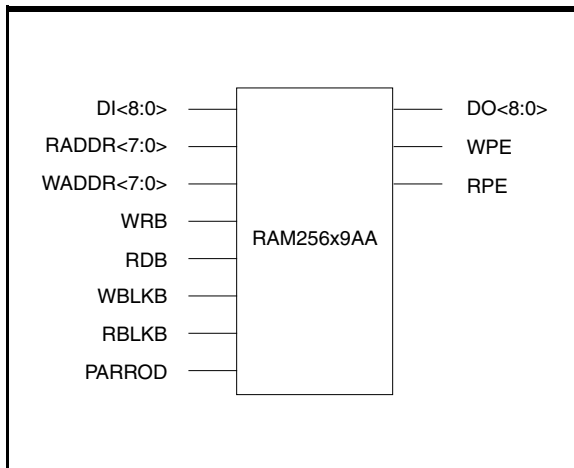 DI<8:0>
RADDR<7:0>
WADDR<7:0>
WRB
RDB
WBLKB
RBLKB
PARROD
RAM256x9AA
DO<8:0>
WPE
RPE